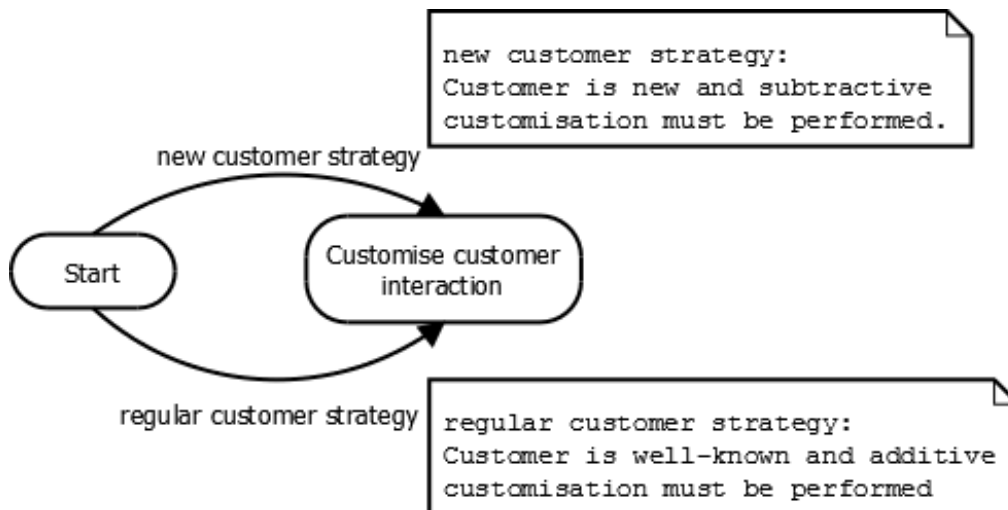 new customer strategy:
Customer is new and subtractive
customisation must be performed.
new customer strategy
Start
Customise customer
interaction
regular customer strategy
regular customer strategy:
Customer is well-known and additive
customisation must be performed